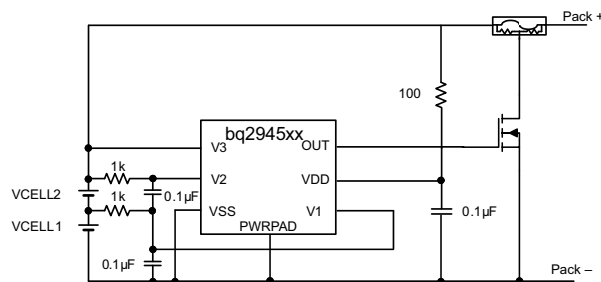 Pack +
100
bq2945xx
V3
OUT
1k
V2
VDD
VCELL2
1k
0.1µF
VSS
V1
0.1µF
VCELL1
PWRPAD
0.1µF
Pack –